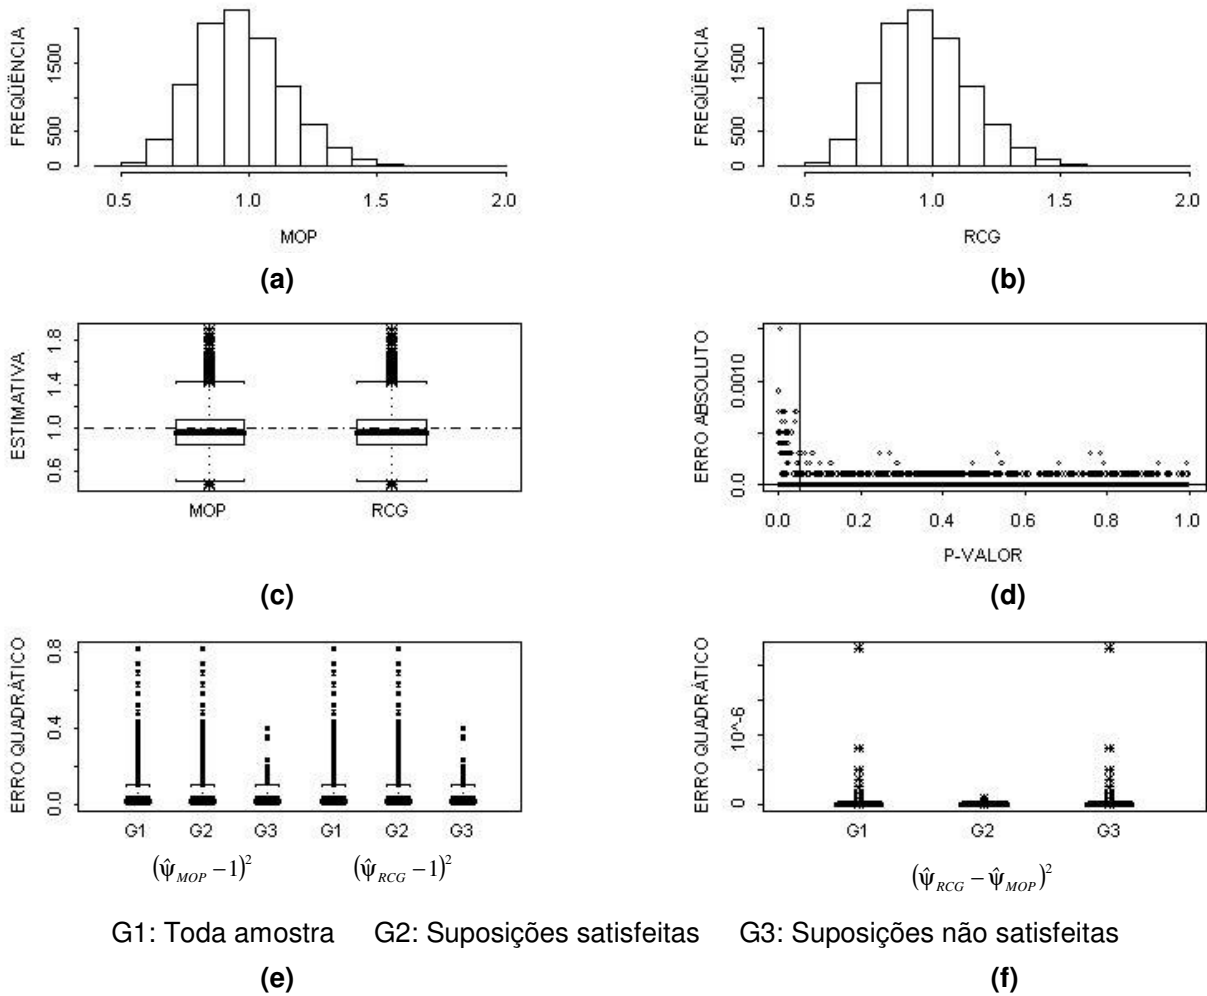 FREQÜÊNCIA
0 500 1500
0.5 1.0 1.5 2.0
MOP
(a)
FREQÜÊNCIA
0 500 1500
0.5 1.0 1.5 2.0
RCG
(b)
ESTIMATIVA
0.6 1.0 1.4 1.8
MOP RCG
(c)
ERRO ABSOLUTO
0.0 0.0010
0.0 0.2 0.4 0.6 0.8 1.0
P-VALOR
(d)
ERRO QUADRÁTICO
0.0 0.4 0.8
G1 G2 G3 G1 G2 G3
(ψ̂_MOP − 1)² (ψ̂_RCG − 1)²
ERRO QUADRÁTICO
0 10^-6
G1 G2 G3
(ψ̂_RCG − ψ̂_MOP)²
G1: Toda amostra G2: Suposições satisfeitas G3: Suposições não satisfeitas
(e) (f)